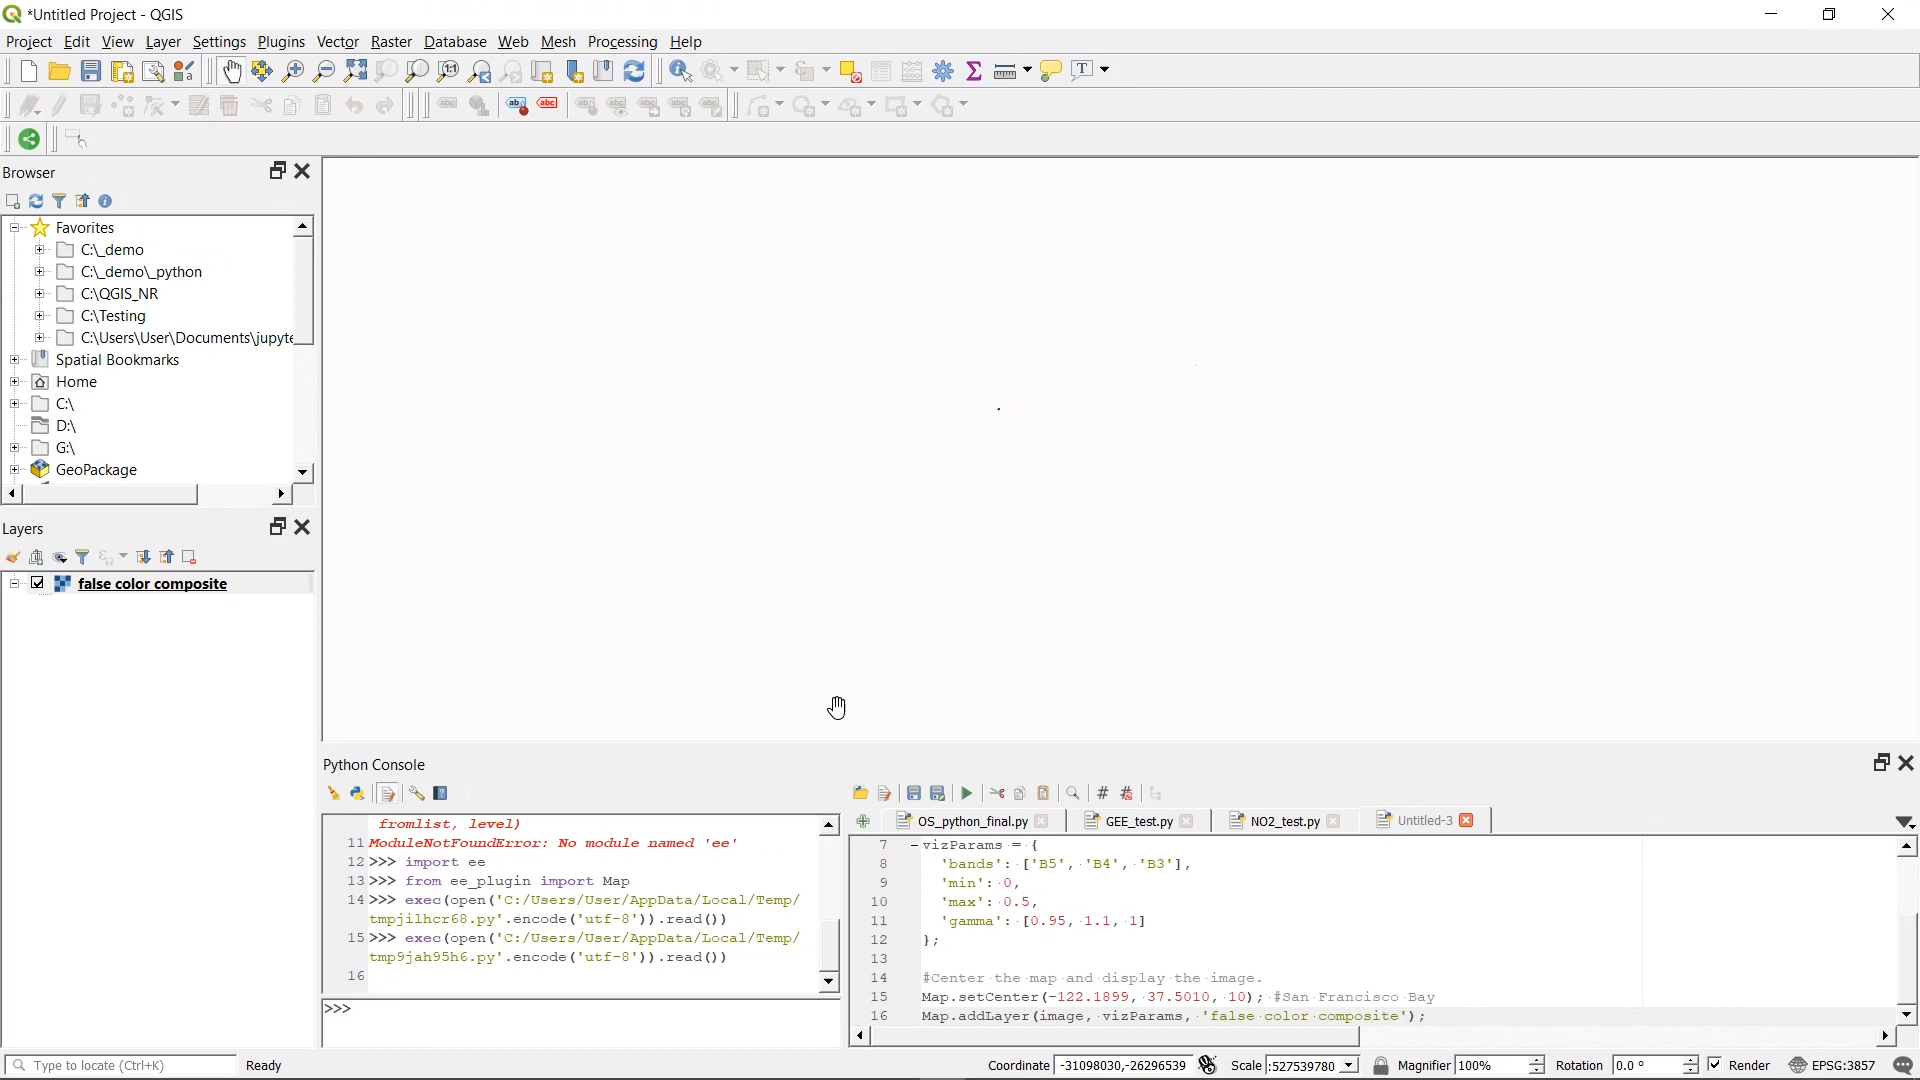 *Untitled Project - QGIS
Project Edit View Layer Settings Plugins Vector Raster Database Web Mesh Processing Help
Browser
Favorites
C:\_demo
C:\_demo\_python
C:\QGIS_NR
C:\Testing
C:\Users\User\Documents\jupyte
Spatial Bookmarks
Home
C:\
D:\
G:\
GeoPackage
Layers
false color composite
Python Console
fromlist, level)
11 ModuleNotFoundError: No module named 'ee'
12 >>> import ee
13 >>> from ee_plugin import Map
14 >>> exec(open('C:/Users/User/AppData/Local/Temp/
tmpjilhcr68.py'.encode('utf-8')).read())
15 >>> exec(open('C:/Users/User/AppData/Local/Temp/
tmp9jah95h6.py'.encode('utf-8')).read())
16
>>>
OS_python_final.py GEE_test.py NO2_test.py Untitled-3
7 vizParams = {
8 'bands': ['B5', 'B4', 'B3'],
9 'min': 0,
10 'max': 0.5,
11 'gamma': [0.95, 1.1, 1]
12 };
13
14 #Center the map and display the image.
15 Map.setCenter(-122.1899, 37.5010, 10); #San Francisco Bay
16 Map.addLayer(image, vizParams, 'false color composite');
Type to locate (Ctrl+K) Ready Coordinate -31098030,-26296539 Scale :527539780 Magnifier 100% Rotation 0.0 ° Render EPSG:3857